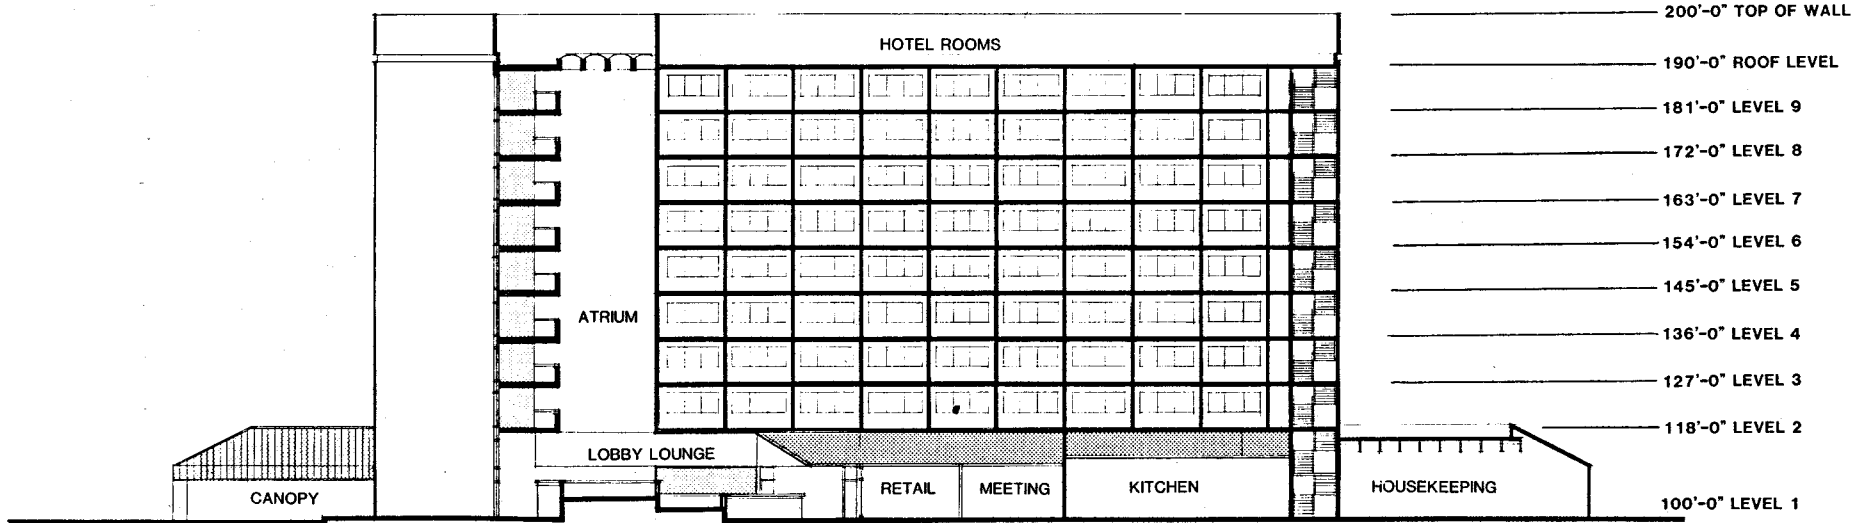 200'-0" TOP OF WALL
HOTEL ROOMS
190'-0" ROOF LEVEL
181'-0" LEVEL 9
172'-0" LEVEL 8
163'-0" LEVEL 7
154'-0" LEVEL 6
145'-0" LEVEL 5
ATRIUM
136'-0" LEVEL 4
127'-0" LEVEL 3
118'-0" LEVEL 2
LOBBY LOUNGE
CANOPY
RETAIL
MEETING
KITCHEN
HOUSEKEEPING
100'-0" LEVEL 1